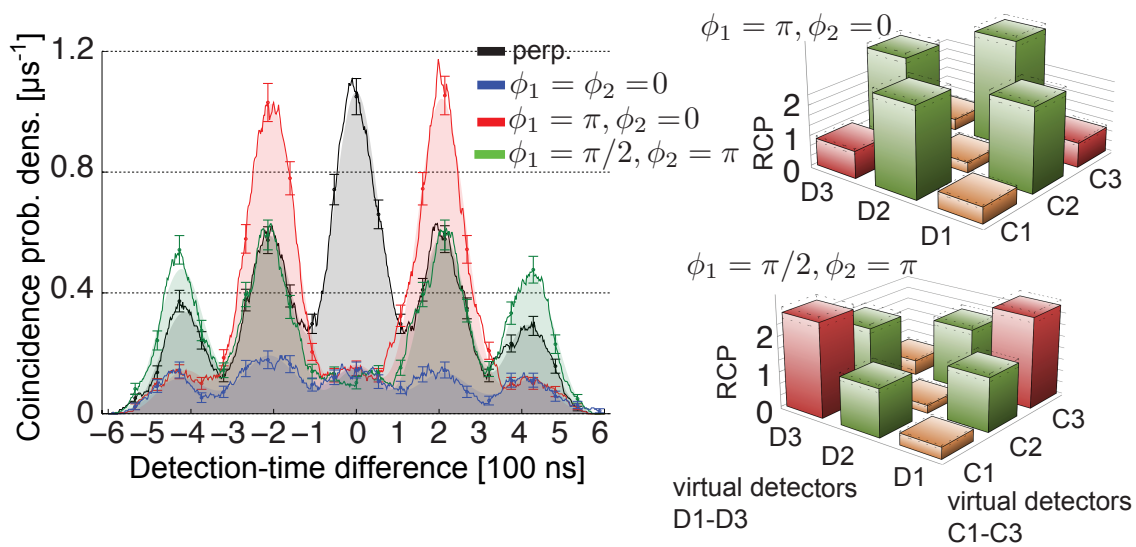 Coincidence prob. dens. [µs⁻¹]
1.2
0.8
0.4
0
−6 −5 −4 −3 −2 −1 0 1 2 3 4 5 6
Detection-time difference [100 ns]
perp.
ϕ₁ = ϕ₂ =0
ϕ₁ = π, ϕ₂ =0
ϕ₁ = π/2, ϕ₂ = π
ϕ₁ = π, ϕ₂ =0
RCP
2
1
0
D3
D2
D1
C1
C2
C3
ϕ₁ = π/2, ϕ₂ = π
RCP
2
1
0
D3
D2
D1
C1
C2
C3
virtual detectors
D1-D3
virtual detectors
C1-C3